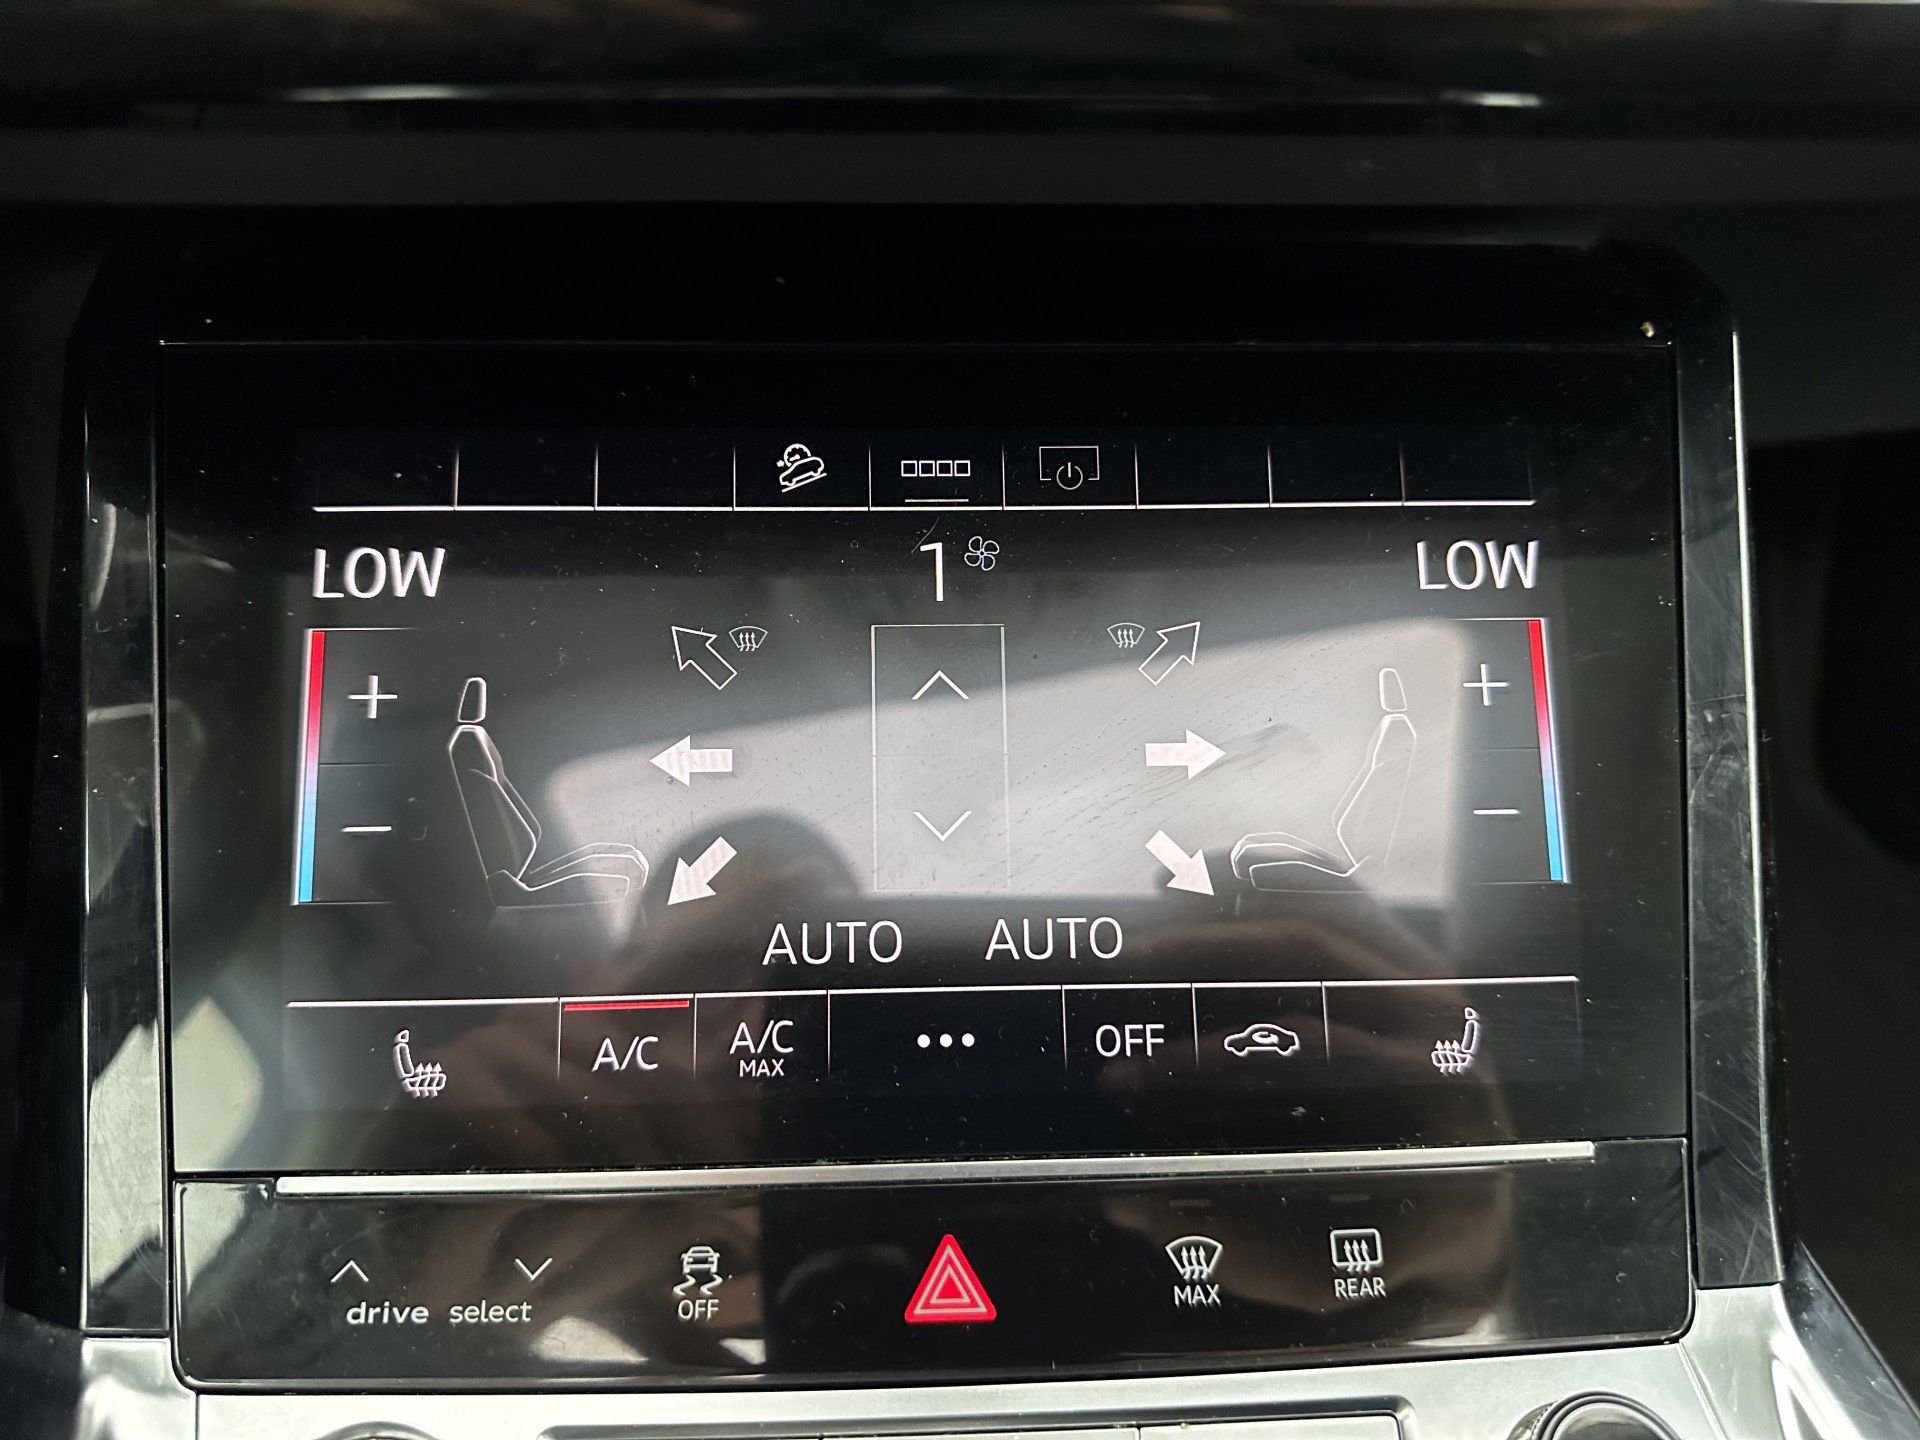 LOW 1 LOW
AUTO AUTO
A/C A/C MAX OFF
drive select OFF MAX REAR